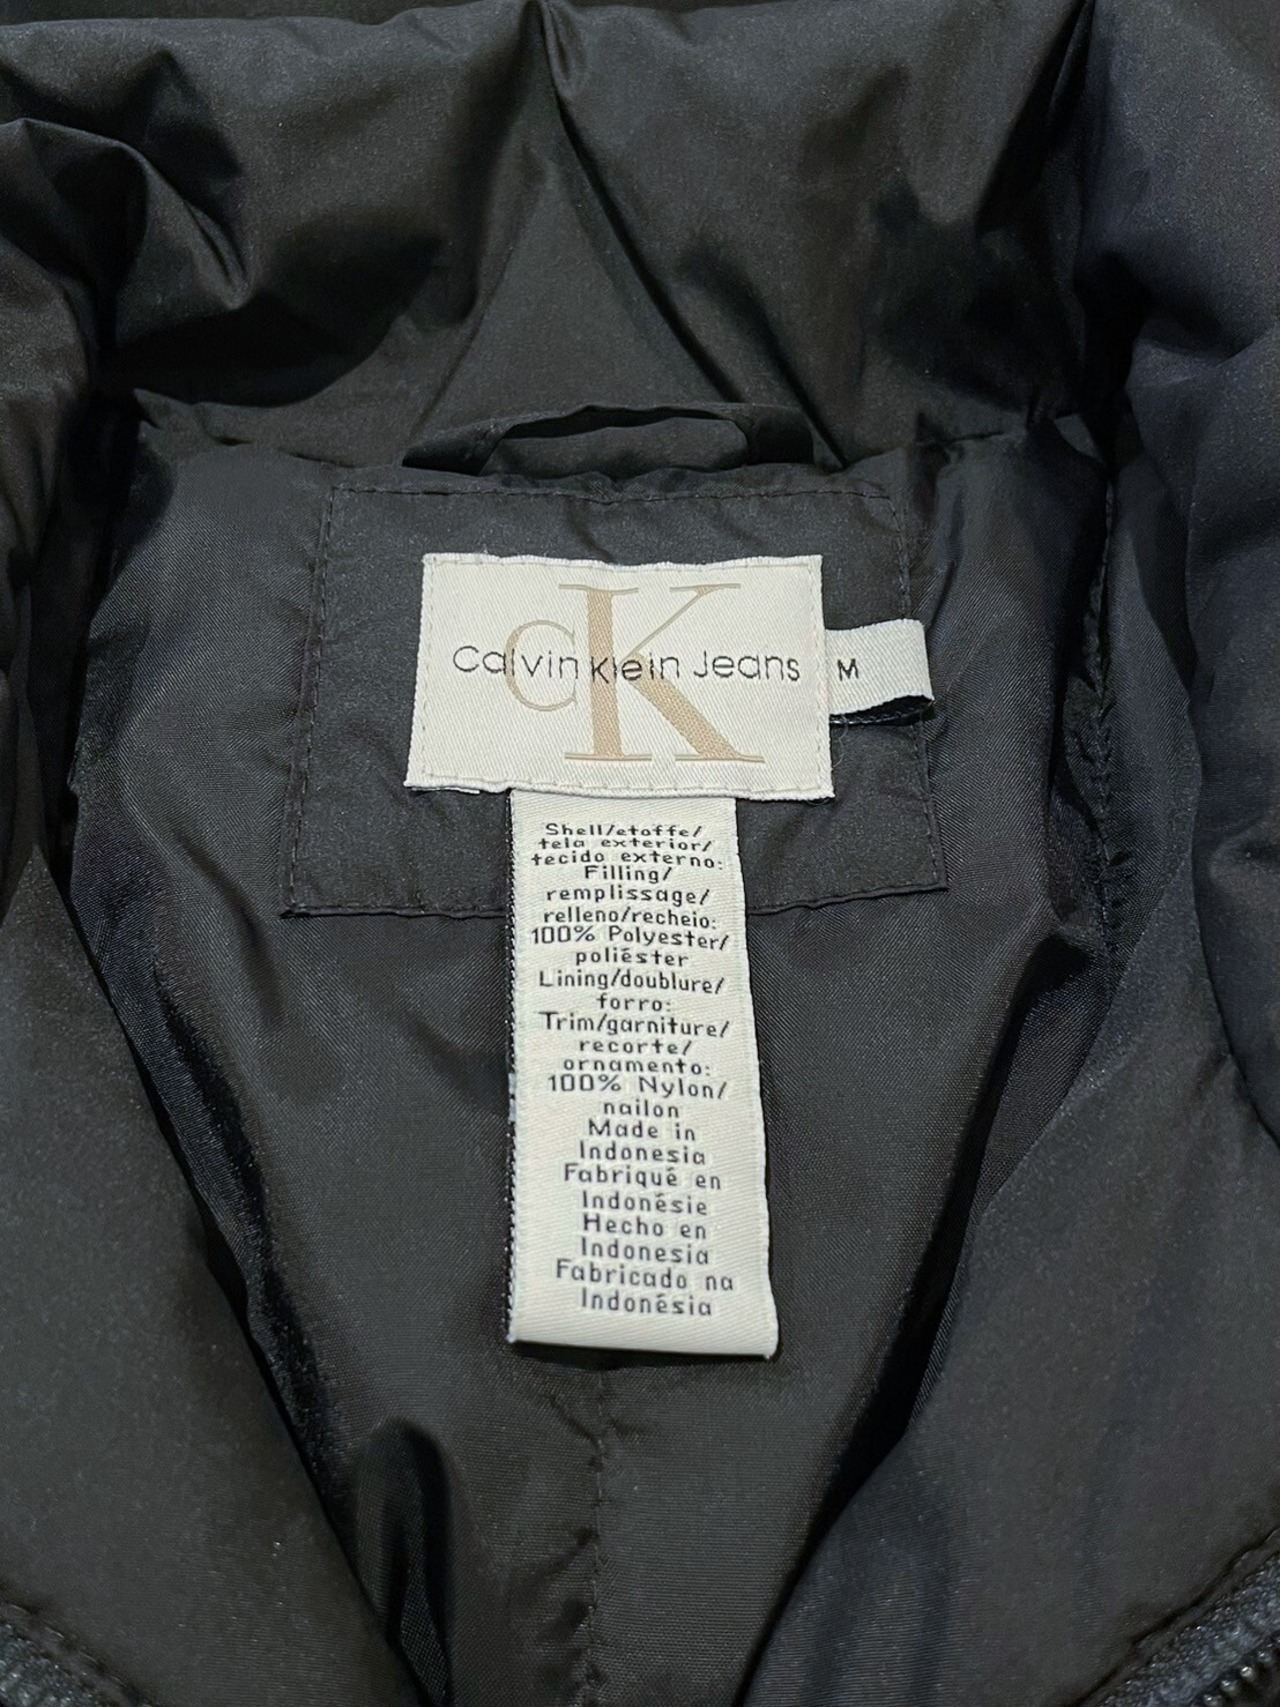 CK
Calvin Klein Jeans
M
Shell/etoffe/
tela exterior/
tecido externo:
Filling/
remplissage/
relleno/recheio:
100% Polyester/
poliéster
Lining/doublure/
forro:
Trim/garniture/
recorte/
ornamento:
100% Nylon/
nailon
Made in
Indonesia
Fabriqué en
Indonésie
Hecho en
Indonesia
Fabricado na
Indonésia